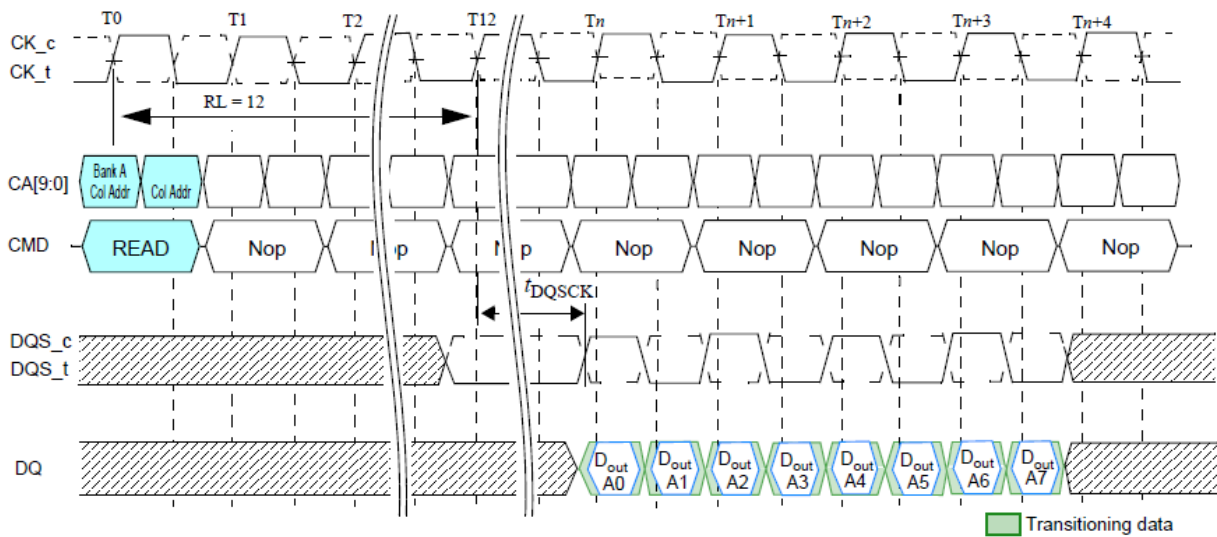 T0 T1 T2 T12 Tn Tn+1 Tn+2 Tn+3 Tn+4
CK_c
CK_t
RL = 12
CA[9:0] Bank A Col Addr Col Addr
CMD READ Nop Nop Nop Nop Nop Nop Nop Nop
tDQSCK
DQS_c
DQS_t
DQ Dout A0 Dout A1 Dout A2 Dout A3 Dout A4 Dout A5 Dout A6 Dout A7
Transitioning data